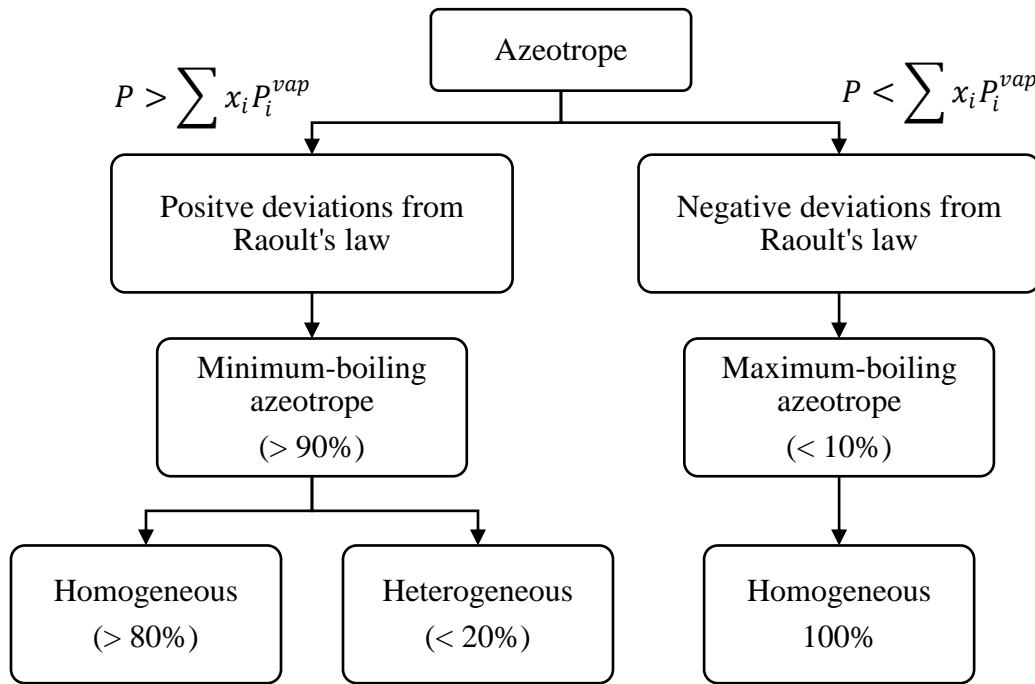 Azeotrope
P > ∑ x_i P_i^{vap}
P < ∑ x_i P_i^{vap}
Positve deviations from
Raoult's law
Negative deviations from
Raoult's law
Minimum-boiling
azeotrope
(> 90%)
Maximum-boiling
azeotrope
(< 10%)
Homogeneous
(> 80%)
Heterogeneous
(< 20%)
Homogeneous
100%